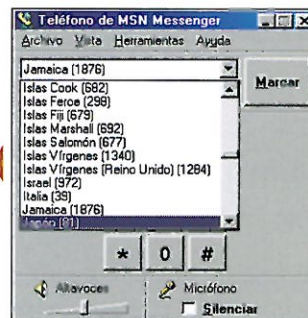 Teléfono de MSN Messenger
Archivo Vista Herramientas Ayuda
Jamaica (1876)
Marcar
Islas Cook (682)
Islas Feroe (298)
Islas Fiji (679)
Islas Marshall (692)
Islas Salomón (677)
Islas Vírgenes (1340)
Islas Vírgenes (Reino Unido) (1284)
Israel (972)
Italia (39)
Jamaica (1876)
Japón (81)
* 0 #
Altavoces
Micrófono
Silenciar